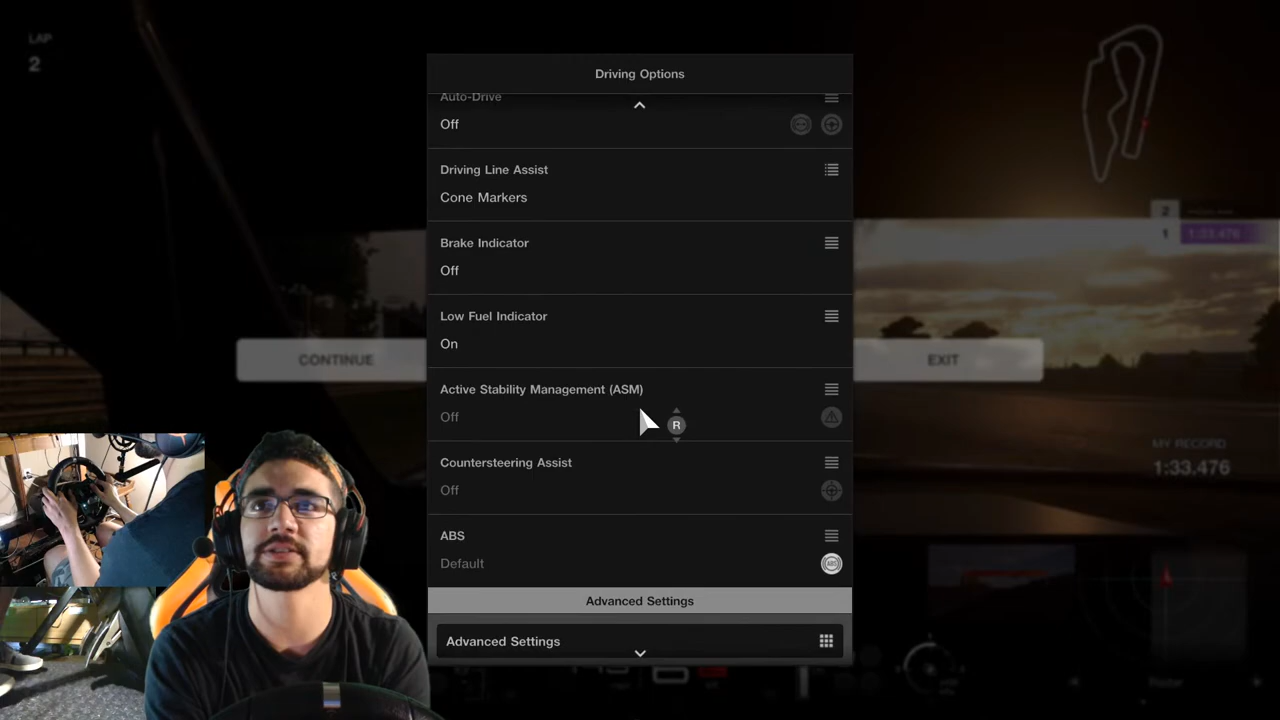 LAP
2
Driving Options
Auto-Drive
Off
Driving Line Assist
Cone Markers
Brake Indicator
Off
Low Fuel Indicator
On
2
1 1:33.476
CONTINUE
EXIT
Active Stability Management (ASM)
Off
R
MY RECORD
1:33.476
Countersteering Assist
Off
ABS
Default
ABS
Advanced Settings
Advanced Settings
Radar